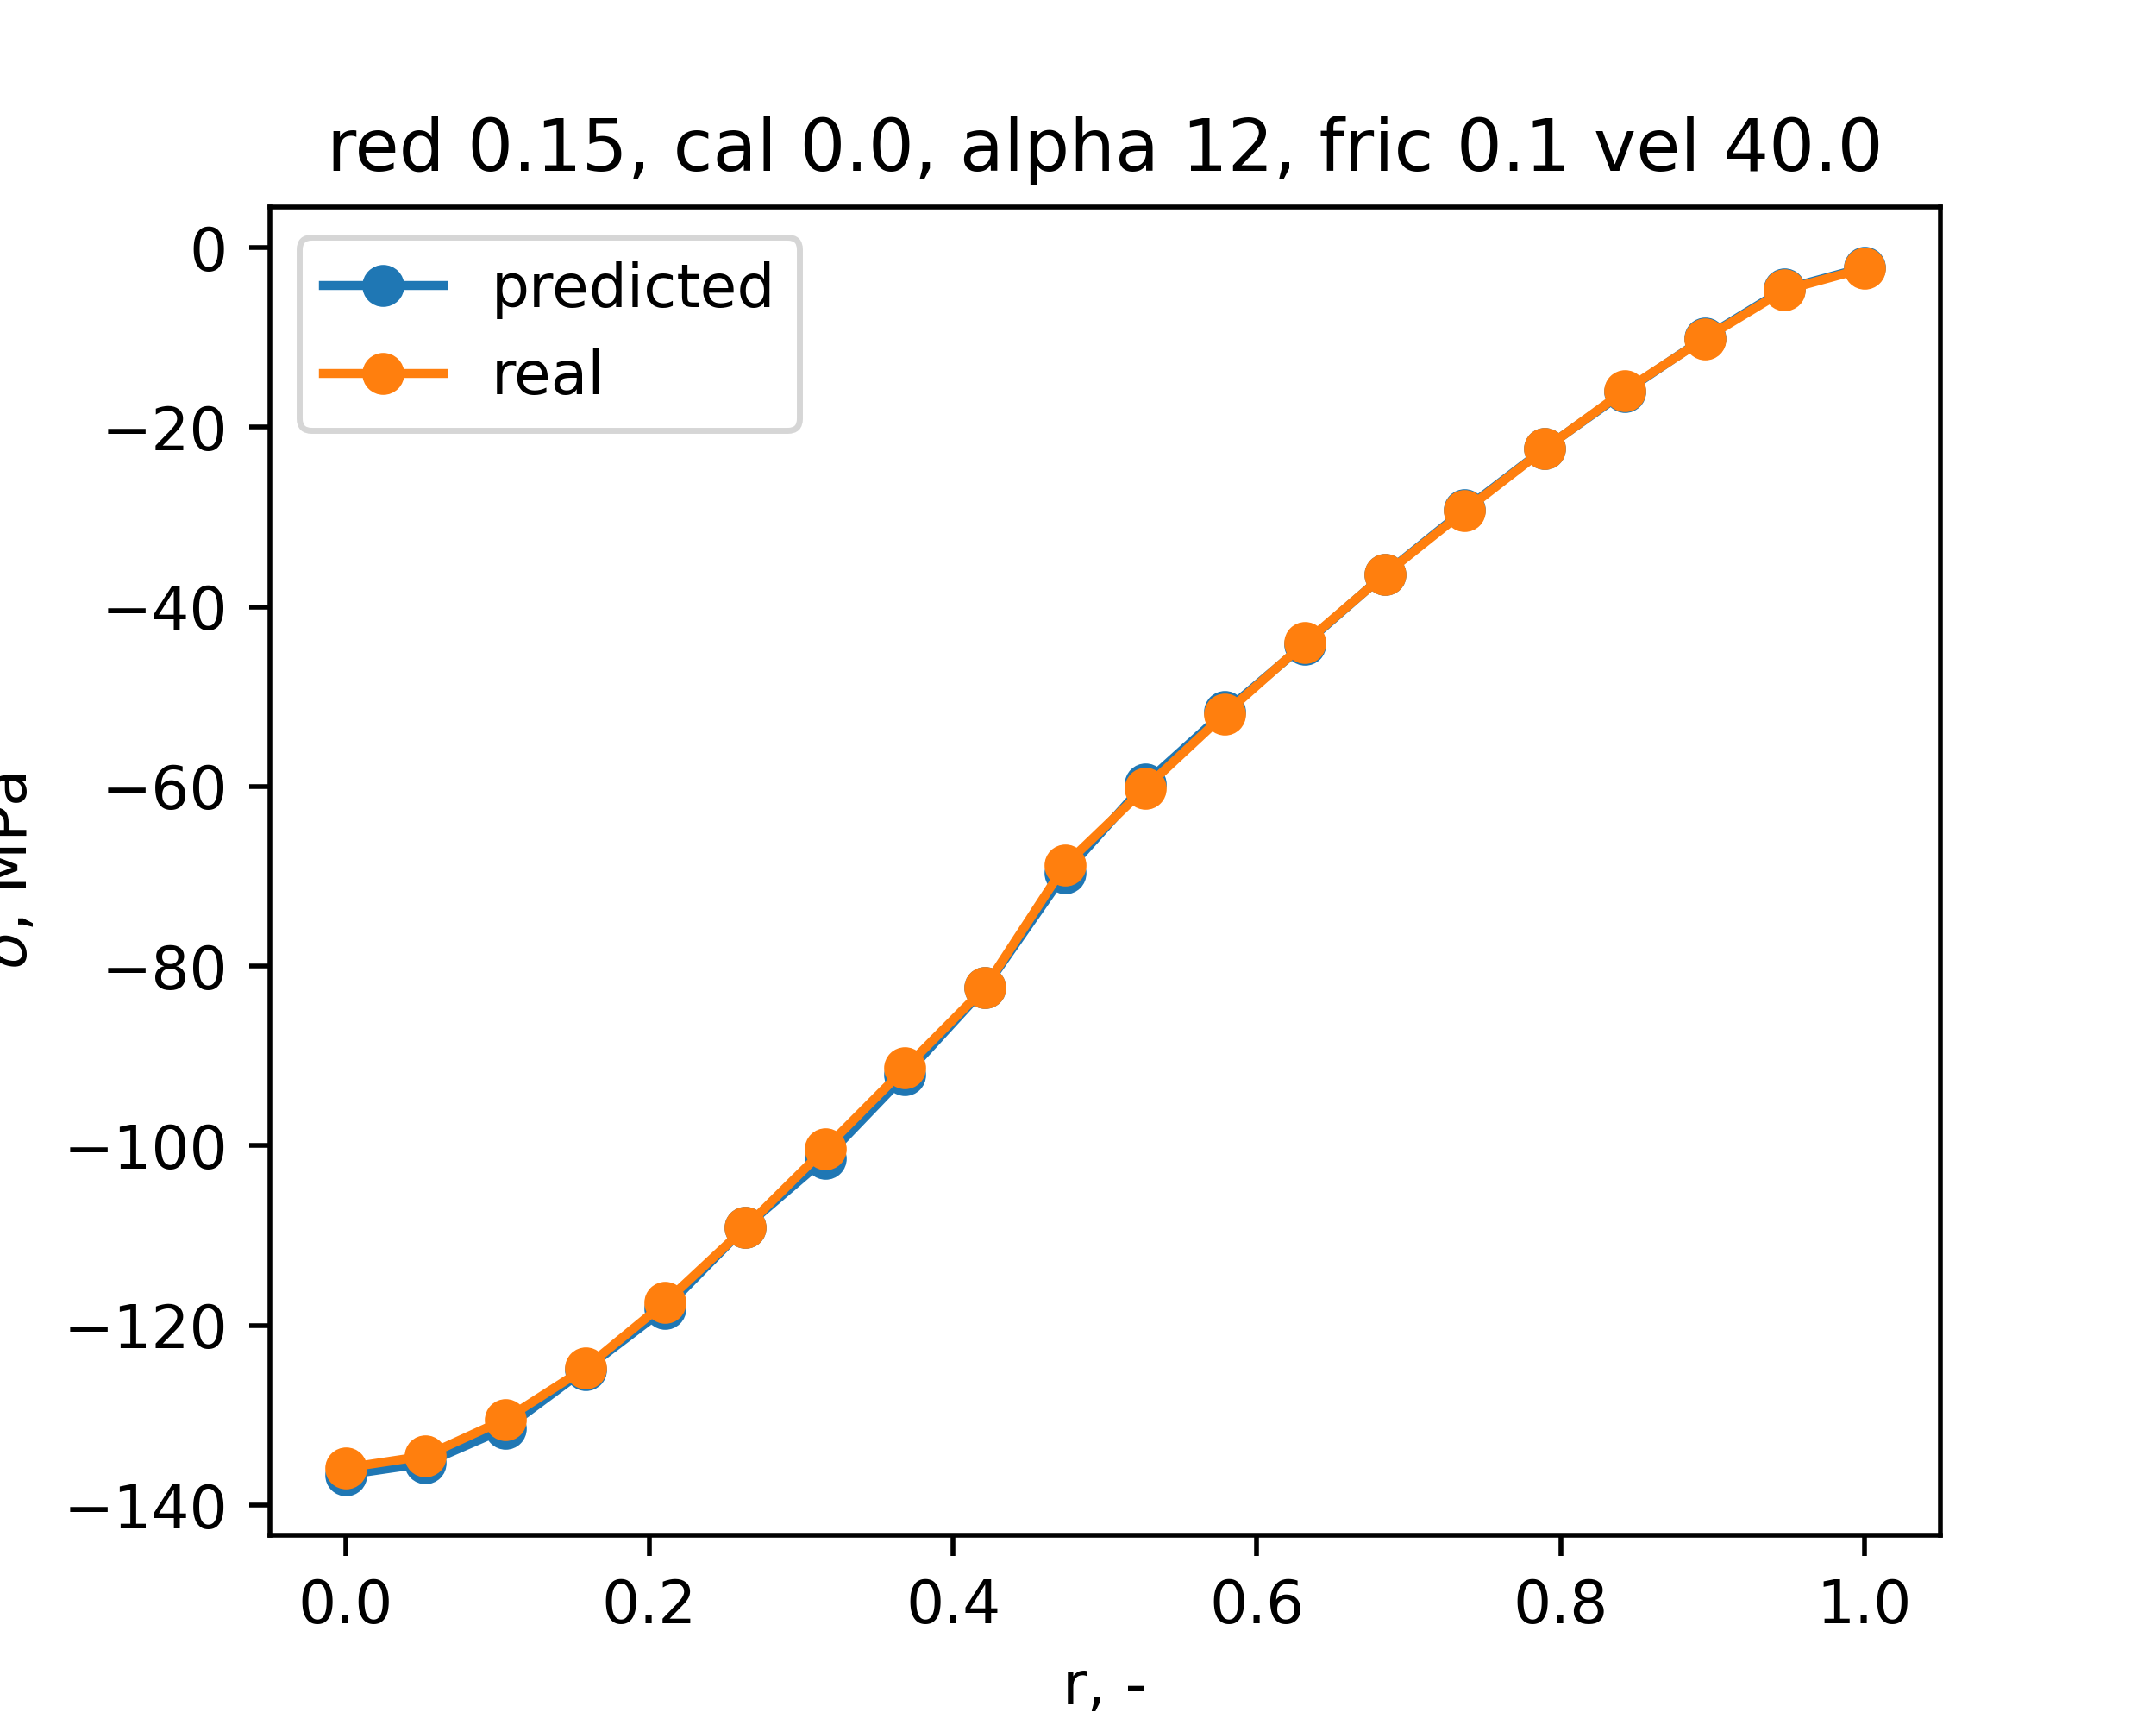 red 0.15, cal 0.0, alpha 12, fric 0.1 vel 40.0
predicted
real
0
−20
−40
−60
−80
−100
−120
−140
, MPa
0.0 0.2 0.4 0.6 0.8 1.0
r, -